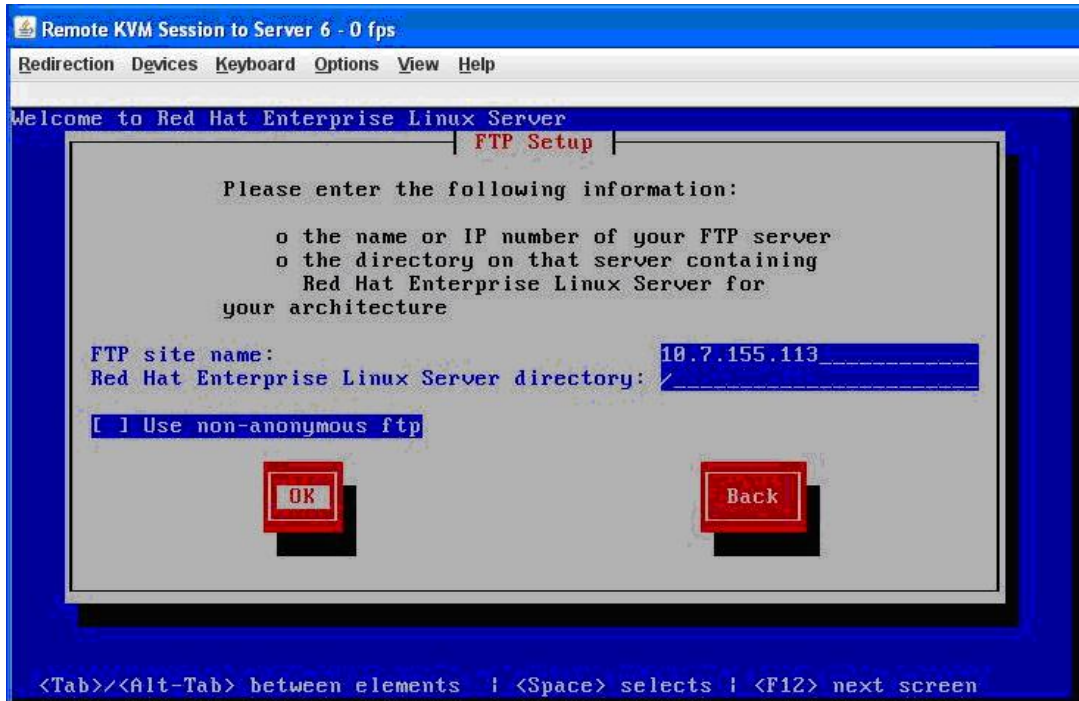 Remote KVM Session to Server 6 - 0 fps
Redirection Devices Keyboard Options View Help
Welcome to Red Hat Enterprise Linux Server
FTP Setup
Please enter the following information:
o the name or IP number of your FTP server
o the directory on that server containing
Red Hat Enterprise Linux Server for
your architecture
FTP site name: 10.7.155.113____________
Red Hat Enterprise Linux Server directory: /_______________________
[ ] Use non-anonymous ftp
OK Back
<Tab>/<Alt-Tab> between elements | <Space> selects | <F12> next screen